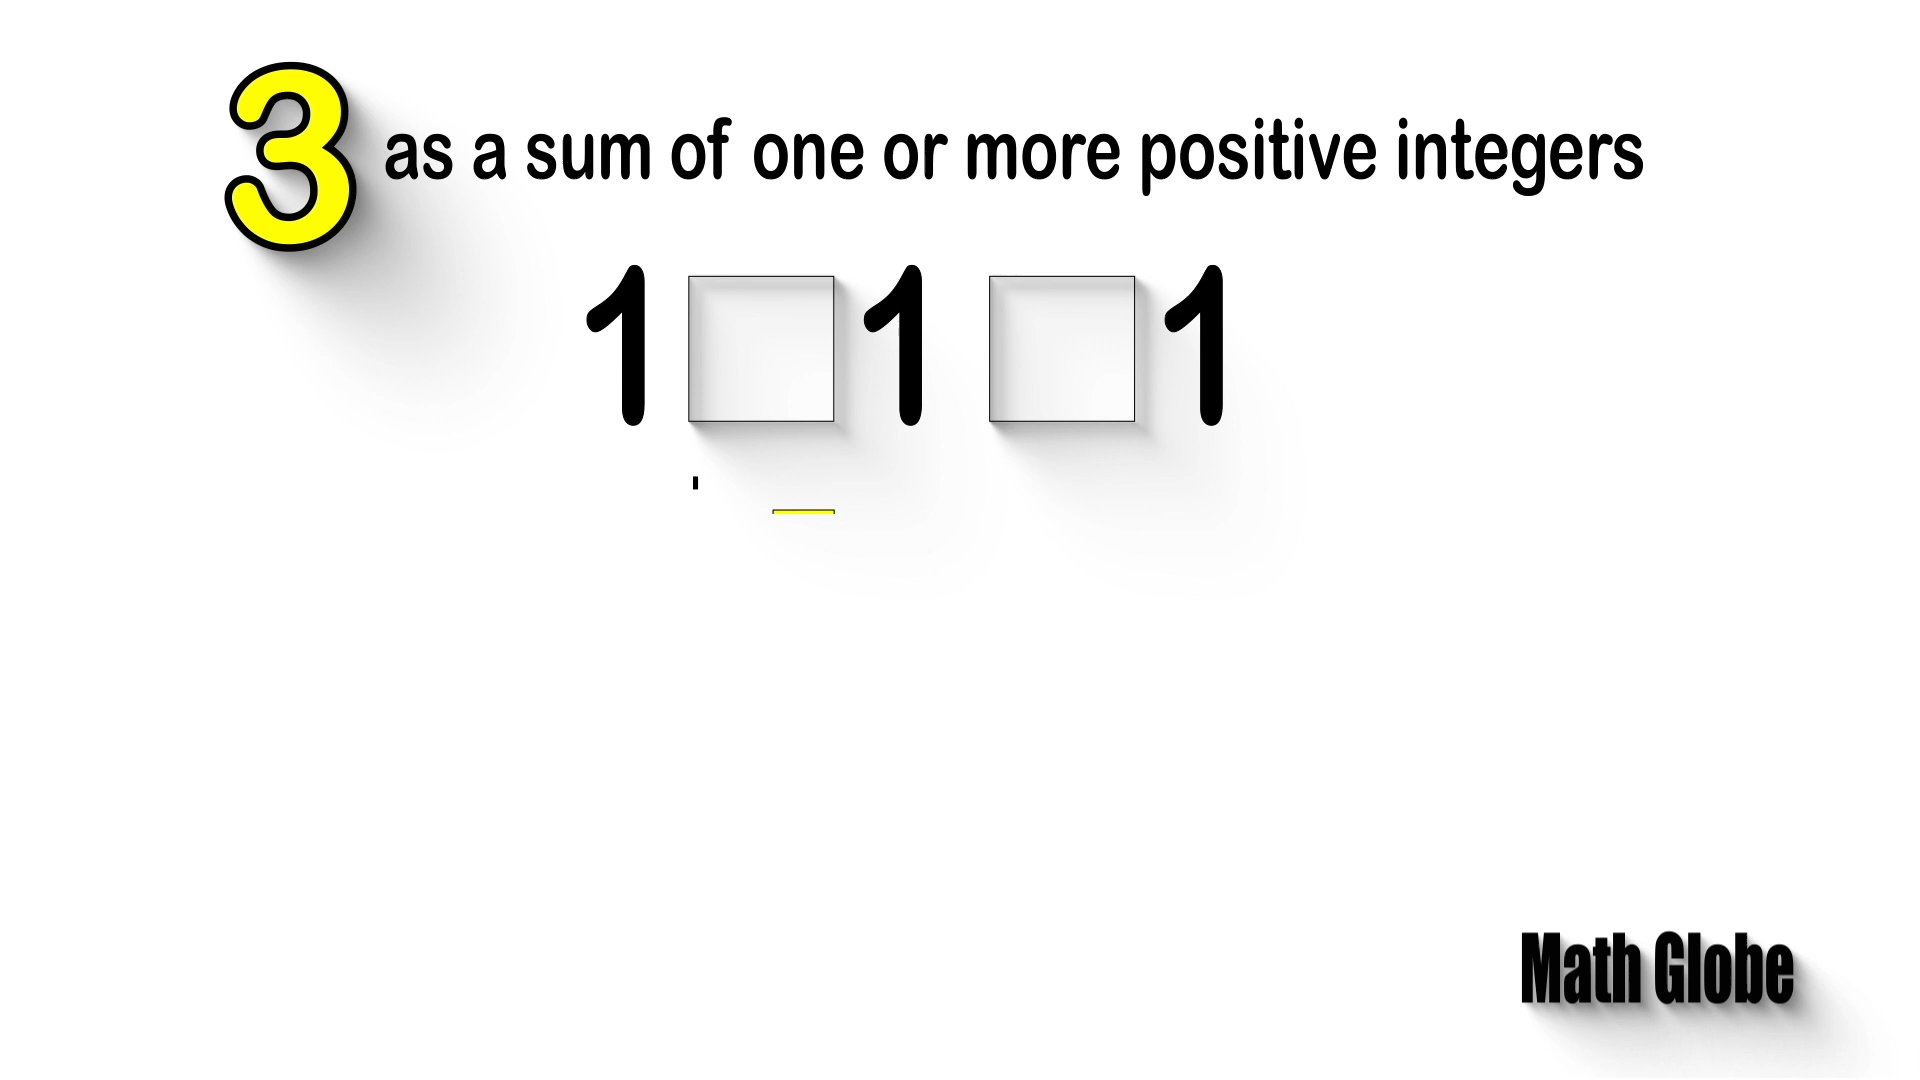 3 as a sum of one or more positive integers
1 1 1
Math Globe